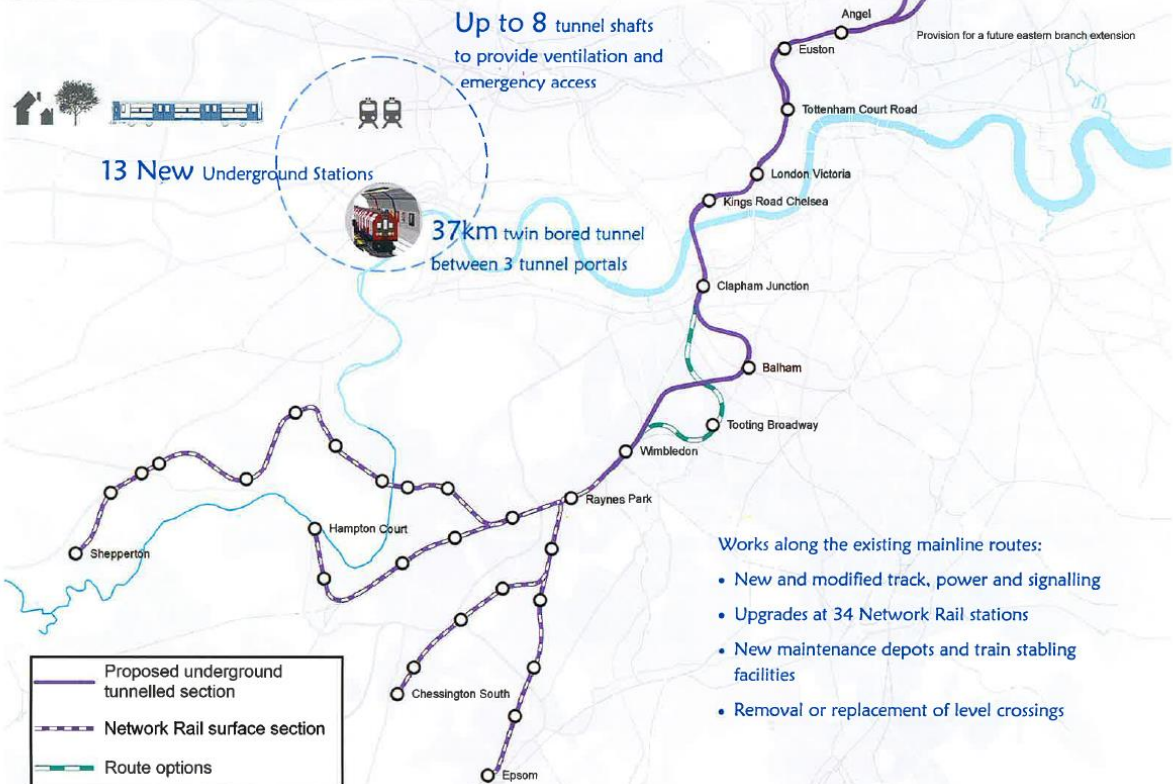 Up to 8 tunnel shafts
to provide ventilation and
emergency access
Angel
Provision for a future eastern branch extension
Euston
Tottenham Court Road
13 New Underground Stations
London Victoria
Kings Road Chelsea
37km twin bored tunnel
between 3 tunnel portals
Clapham Junction
Balham
Tooting Broadway
Wimbledon
Raynes Park
Hampton Court
Shepperton
Chessington South
Epsom
Works along the existing mainline routes:
• New and modified track, power and signalling
• Upgrades at 34 Network Rail stations
• New maintenance depots and train stabling
facilities
• Removal or replacement of level crossings
Proposed underground
tunnelled section
Network Rail surface section
Route options